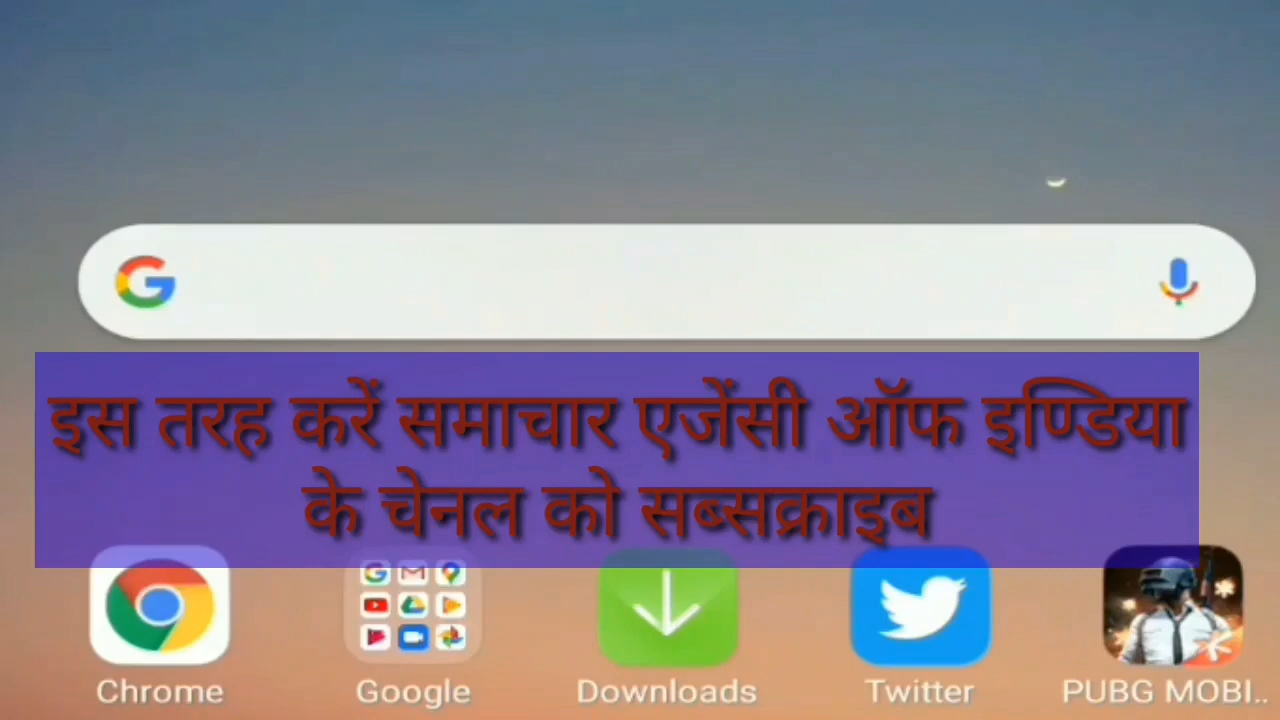 इस तरह करें समाचार एजेंसी ऑफ इण्डिया
के चेनल को सब्सक्राइब
Chrome Google Downloads Twitter PUBG MOBI..